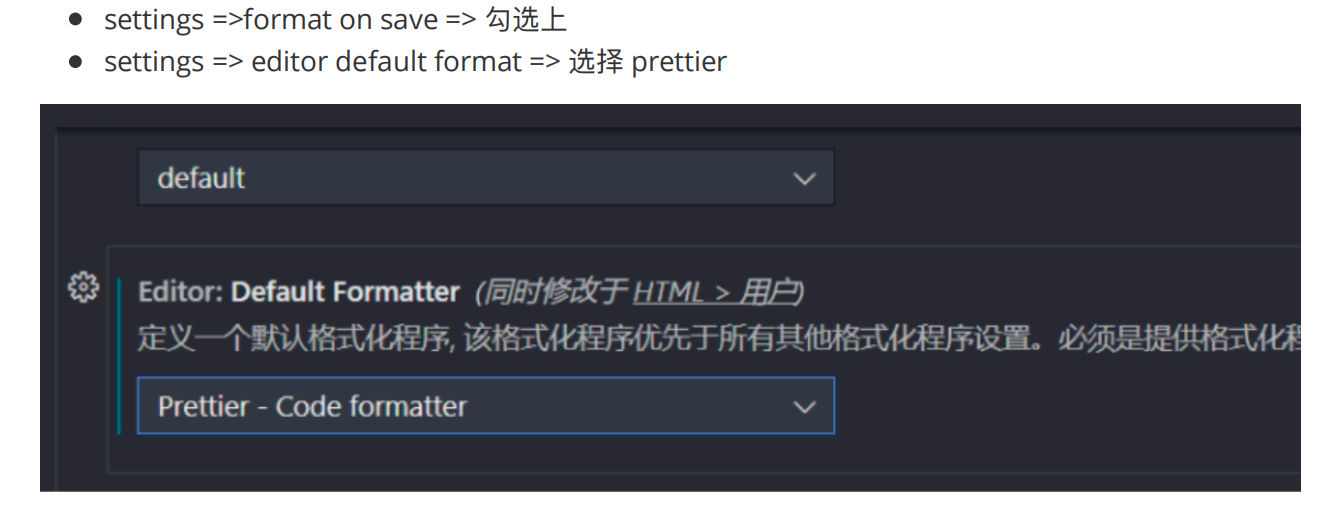 settings =>format on save => 勾选上
settings => editor default format => 选择 prettier
default
Editor: Default Formatter (同时修改于 HTML > 用户)
定义一个默认格式化程序, 该格式化程序优先于所有其他格式化程序设置。必须是提供格式化程
Prettier - Code formatter